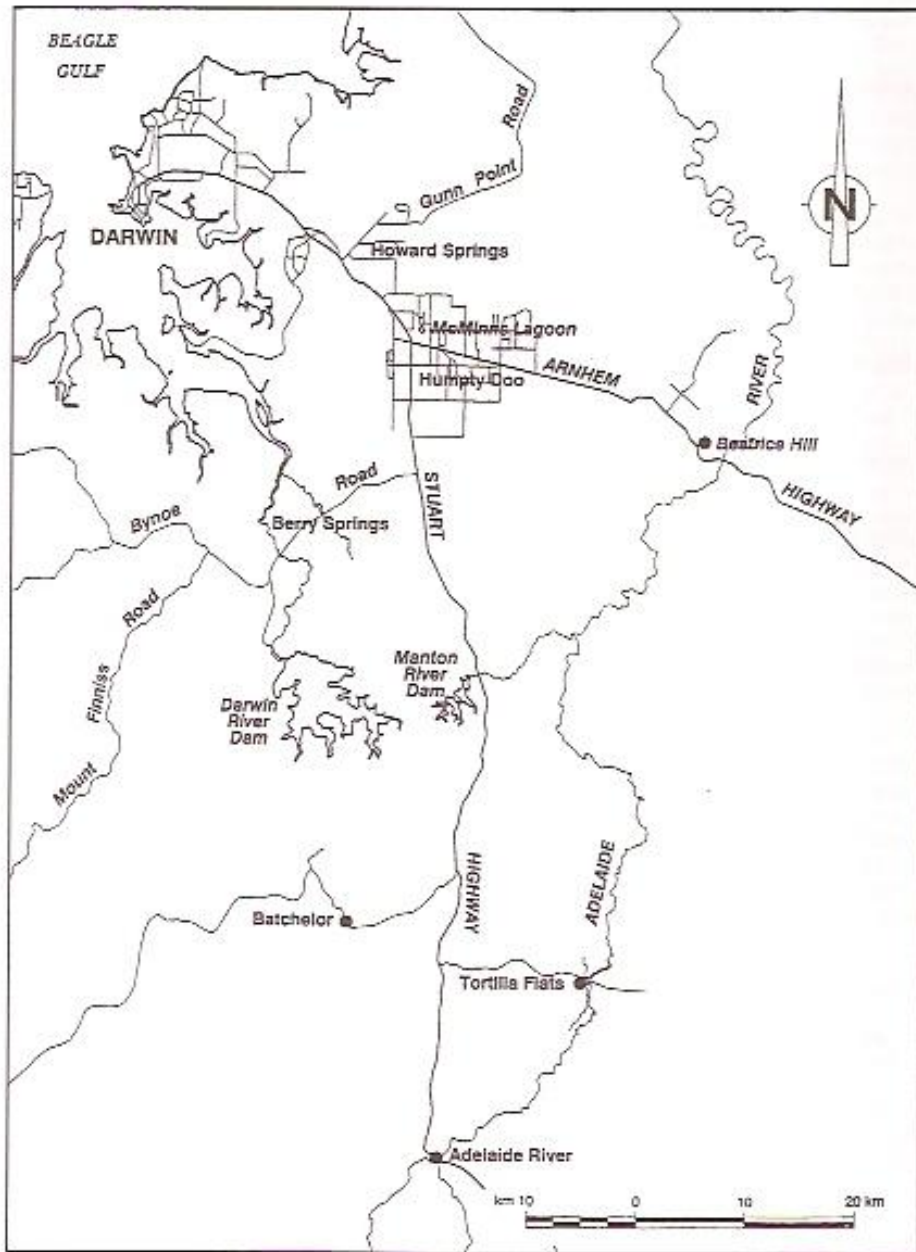 BEAGLE
GULF
Road
Gunn Point
N
DARWIN
Howard Springs
McMinns Lagoon
ARNHEM
Humpty Doo
RIVER
Beatrice Hill
HIGHWAY
STUART
Road
Bynoe
Berry Springs
Road
Finniss
Mount
Manton
River
Dam
Darwin
River
Dam
HIGHWAY
ADELAIDE
Batchelor
Tortilla Flats
Adelaide River
km 10 0 10 20 km